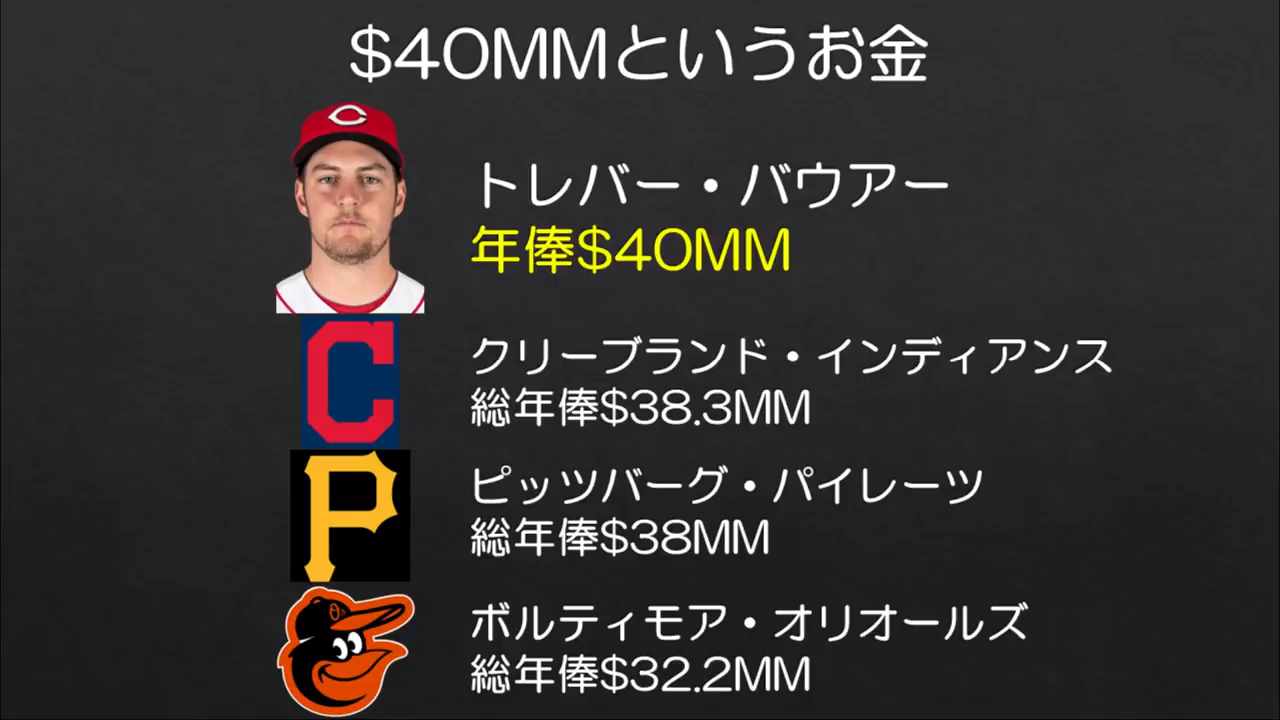 $40MMというお金
トレバー・バウアー
年俸$40MM
クリーブランド・インディアンス
総年俸$38.3MM
ピッツバーグ・パイレーツ
総年俸$38MM
ボルティモア・オリオールズ
総年俸$32.2MM